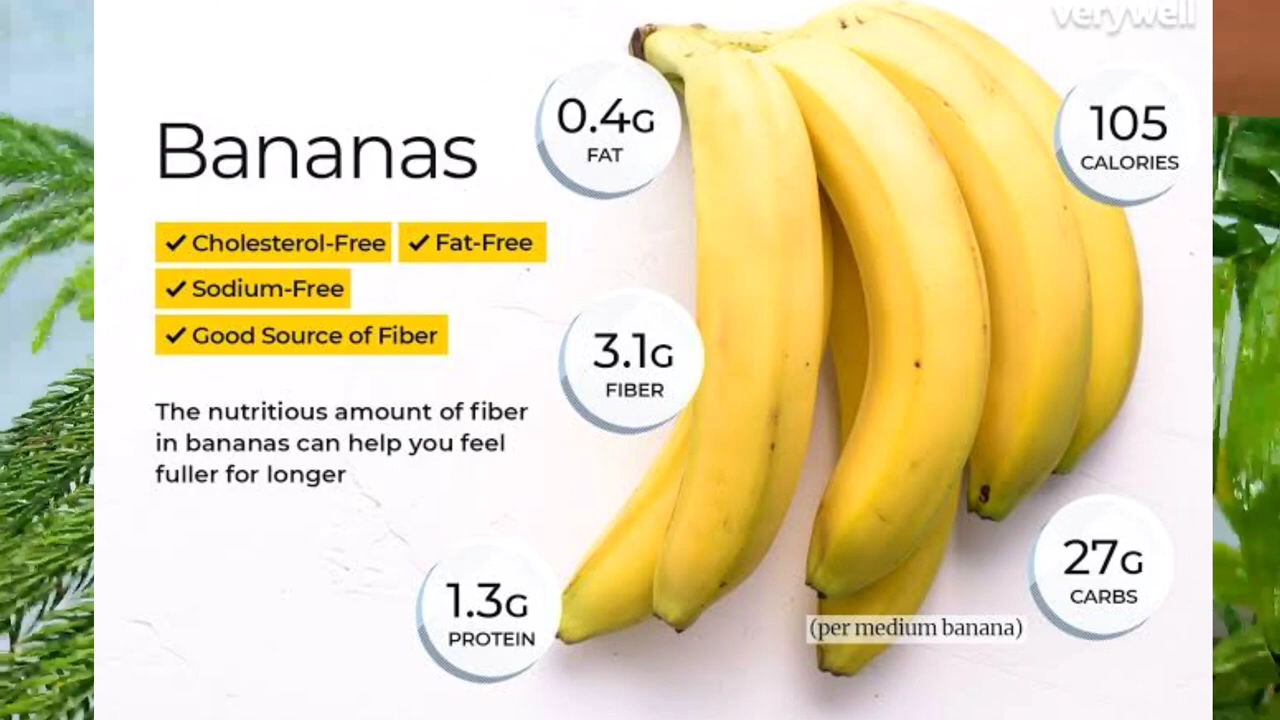 verywell
Bananas
0.4G
FAT
105
CALORIES
✓ Cholesterol-Free ✓ Fat-Free
✓ Sodium-Free
✓ Good Source of Fiber
3.1G
FIBER
The nutritious amount of fiber
in bananas can help you feel
fuller for longer
1.3G
PROTEIN
27G
CARBS
(per medium banana)